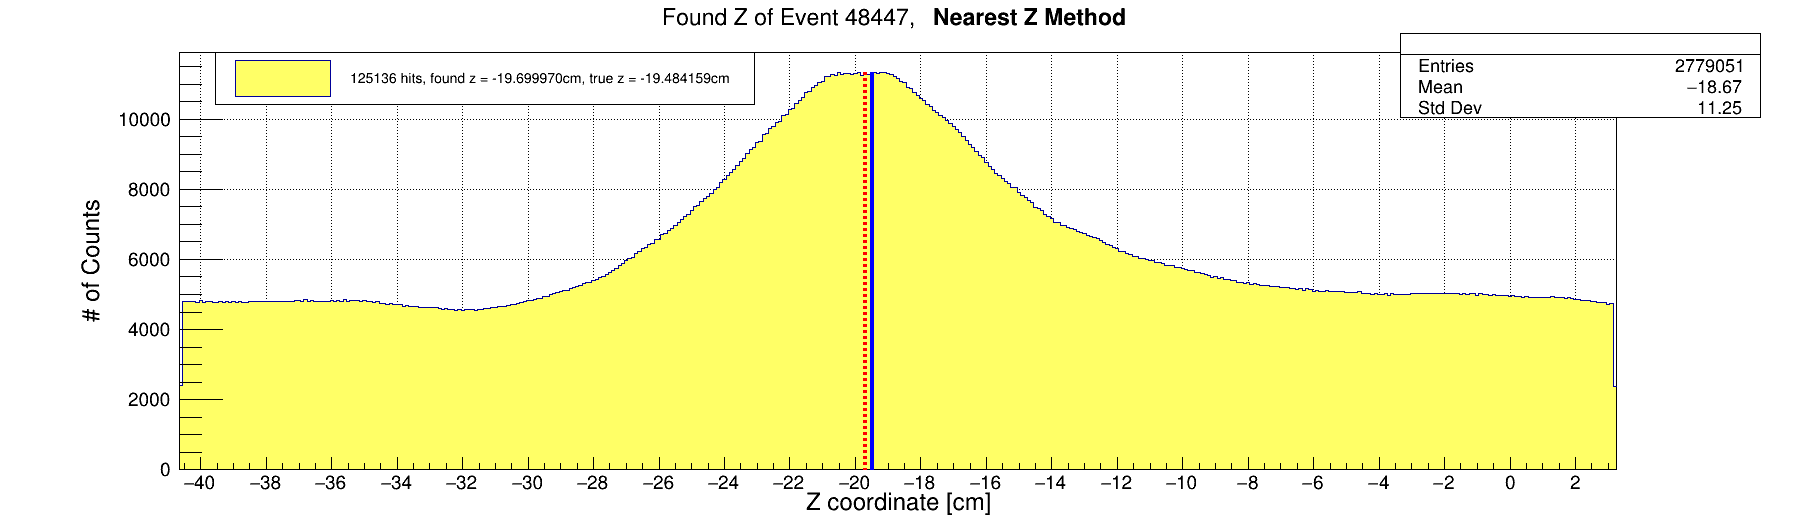 Found Z of Event 48447, Nearest Z Method
125136 hits, found z = -19.699970cm, true z = -19.484159cm
Entries 2779051
Mean −18.67
Std Dev 11.25
10000
8000
6000
4000
2000
0
# of Counts
−40 −38 −36 −34 −32 −30 −28 −26 −24 −22 −20 −18 −16 −14 −12 −10 −8 −6 −4 −2 0 2
Z coordinate [cm]